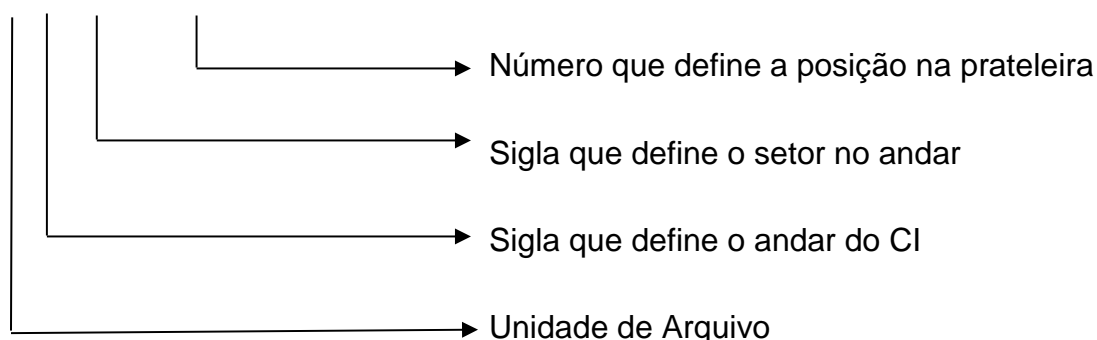 Número que define a posição na prateleira
Sigla que define o setor no andar
Sigla que define o andar do CI
Unidade de Arquivo